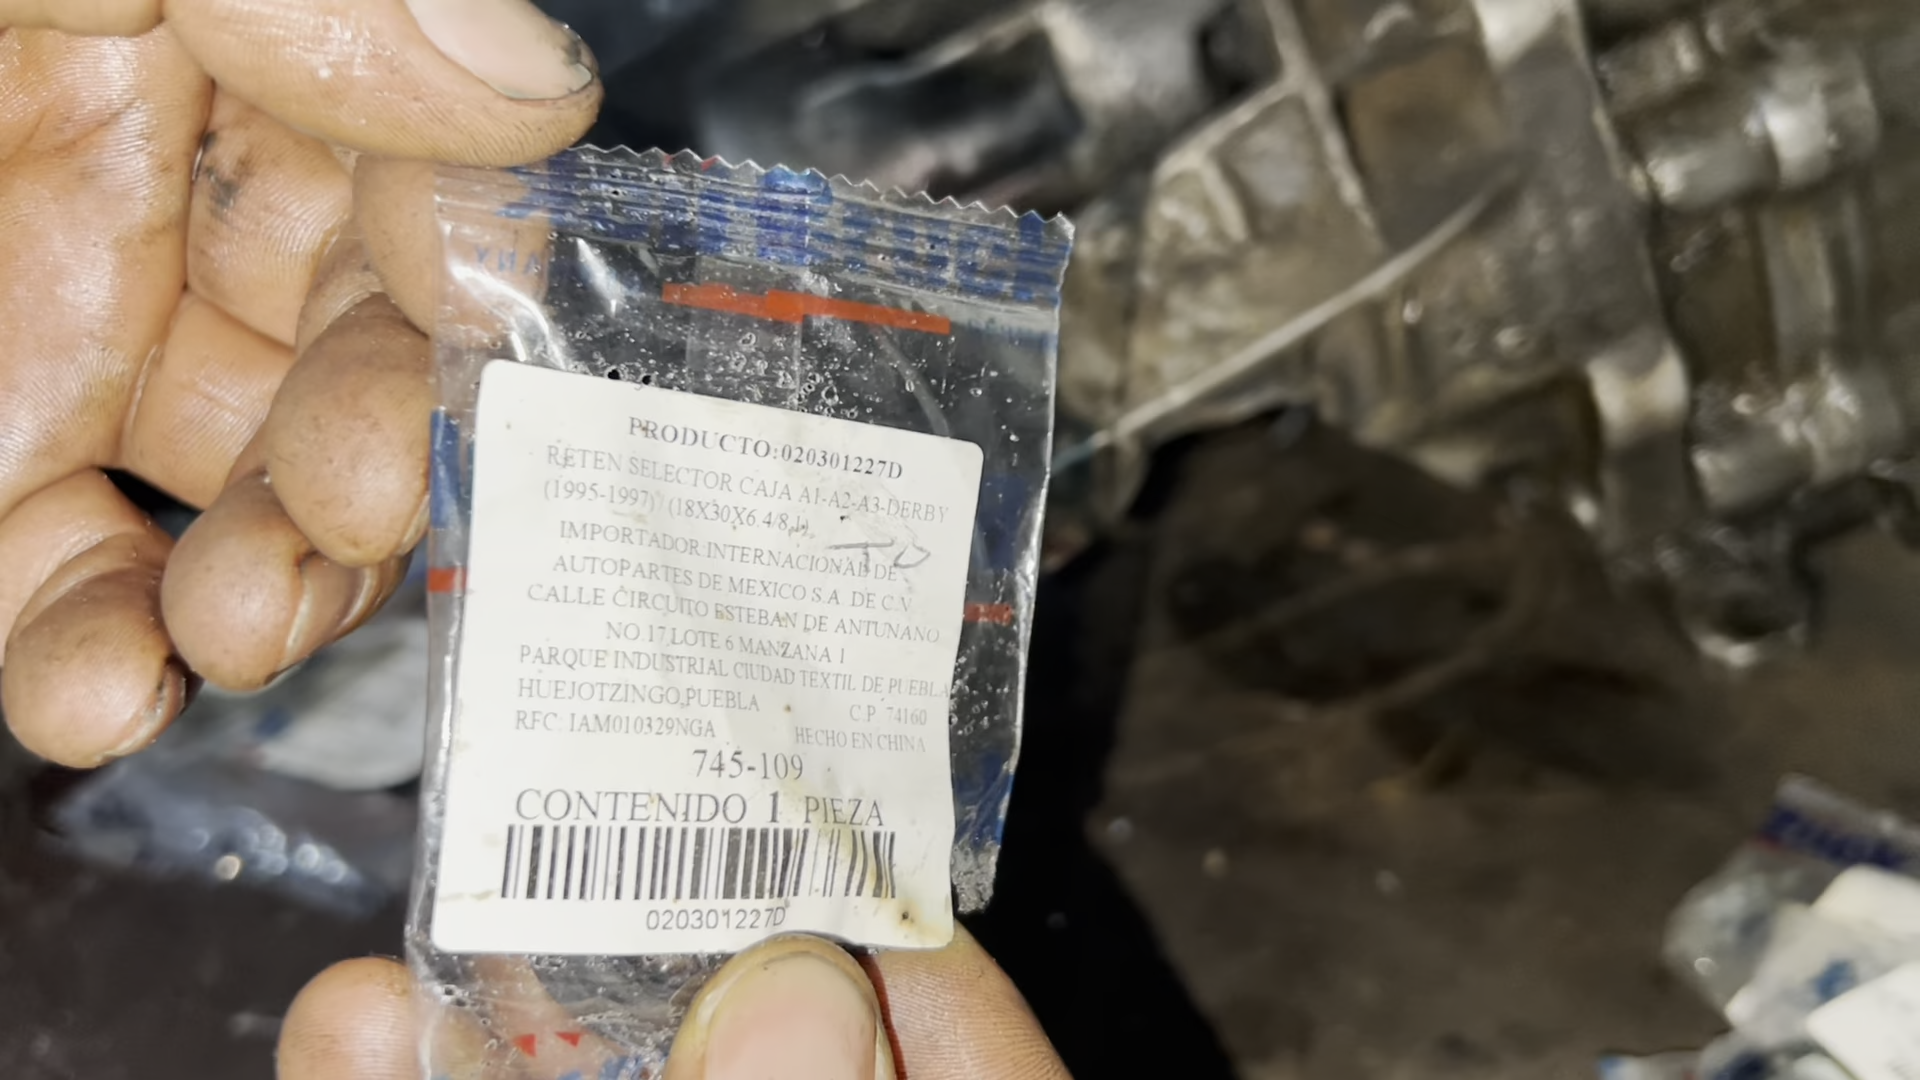 PRODUCTO:020301227D
RETEN SELECTOR CAJA A1-A2-A3-DERBY
(1995-1997) (18X30X6.4/8
IMPORTADOR INTERNACIONAL DE
AUTOPARTES DE MEXICO S.A. DE C.V.
CALLE CIRCUITO ESTEBAN DE ANTUNANO
NO.17 LOTE 6 MANZANA 1
PARQUE INDUSTRIAL CIUDAD TEXTIL DE PUEBLA
HUEJOTZINGO,PUEBLA C.P. 74160
RFC: IAM010329NGA HECHO EN CHINA
745-109
CONTENIDO 1 PIEZA
020301227D